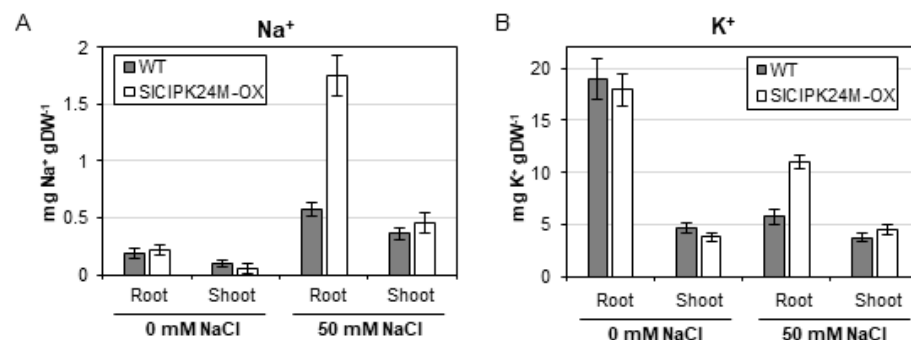 A
Na⁺
WT
SlCIPK24M-OX
mg Na⁺ gDW⁻¹
2
1.5
1
0.5
0
Root
Shoot
Root
Shoot
0 mM NaCl
50 mM NaCl
B
K⁺
WT
SlCIPK24M-OX
mg K⁺ gDW⁻¹
20
15
10
5
0
Root
Shoot
Root
Shoot
0 mM NaCl
50 mM NaCl